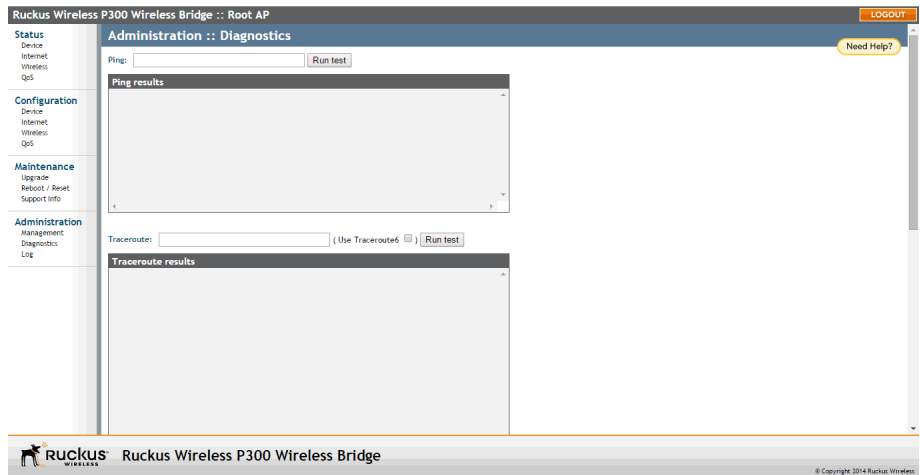 Ruckus Wireless P300 Wireless Bridge :: Root AP
LOGOUT
Status
Device
Internet
Wireless
QoS
Configuration
Device
Internet
Wireless
QoS
Maintenance
Upgrade
Reboot / Reset
Support Info
Administration
Management
Diagnostics
Log
Administration :: Diagnostics
Need Help?
Ping:
Run test
Ping results
Traceroute:
( Use Traceroute6 )
Run test
Traceroute results
RUCKUS
WIRELESS
Ruckus Wireless P300 Wireless Bridge
© Copyright 2014 Ruckus Wireless